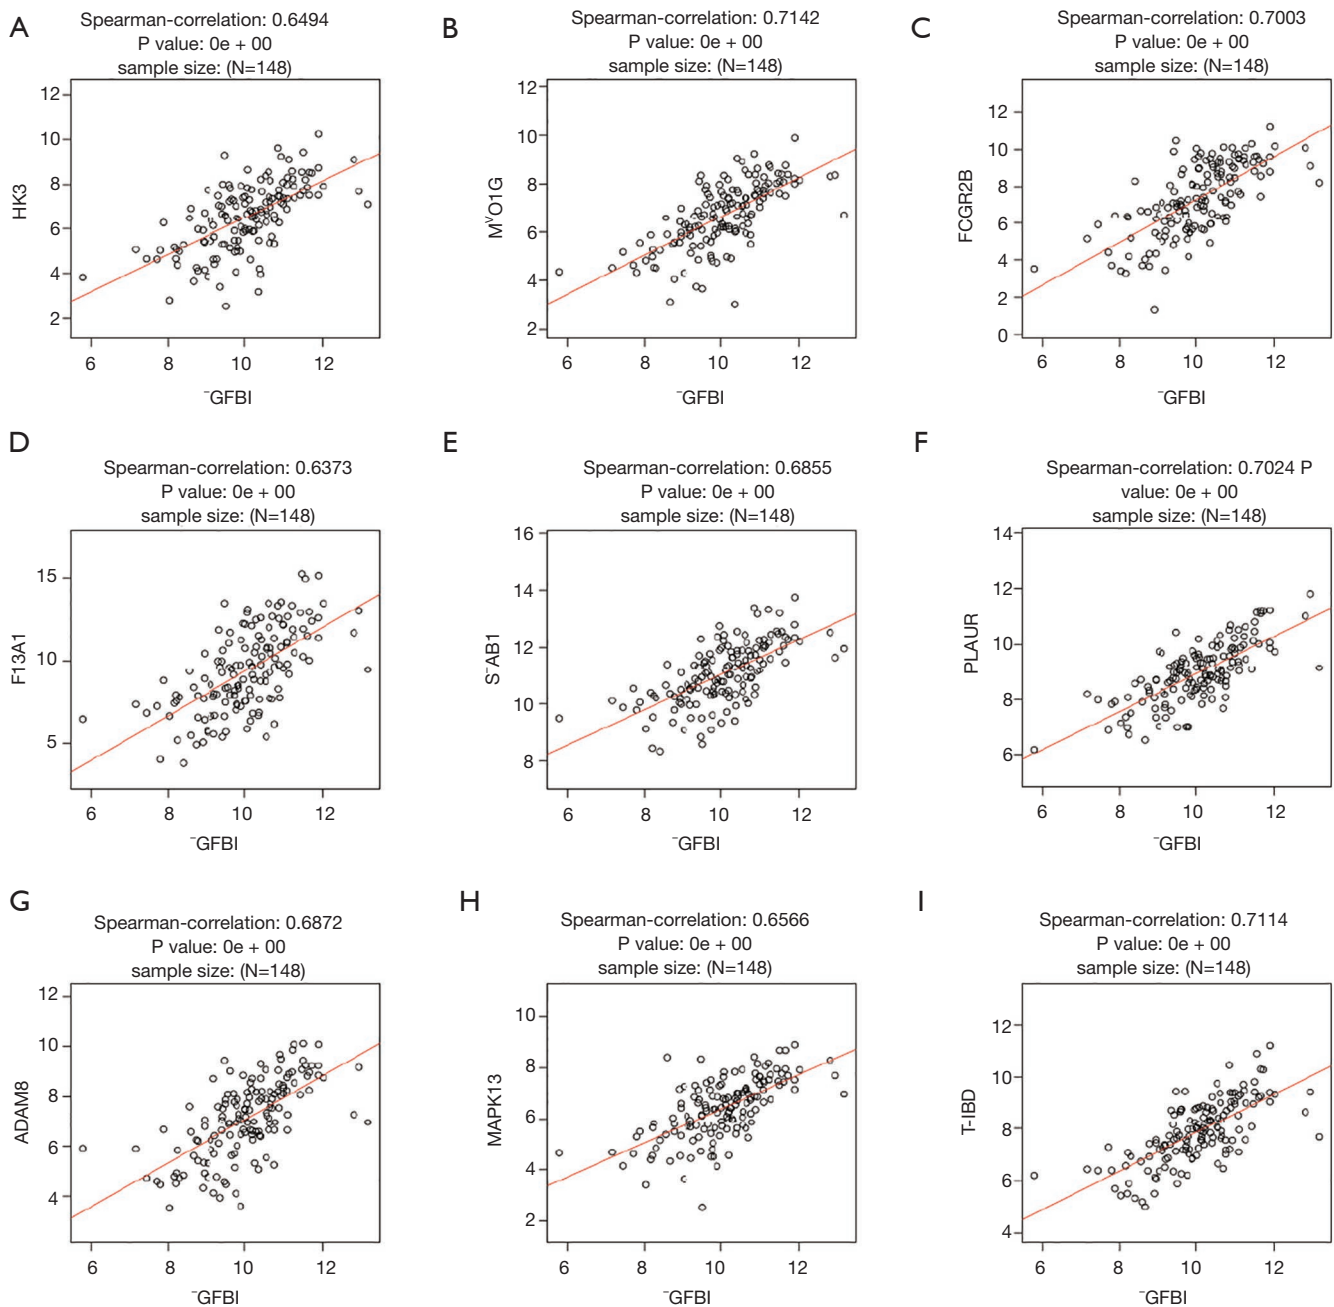 A
Spearman-correlation: 0.6494
P value: 0e + 00
sample size: (N=148)
HK3
12
10
8
6
4
2
6 8 10 12
¯GFBI
B
Spearman-correlation: 0.7142
P value: 0e + 00
sample size: (N=148)
MᵛO1G
12
10
8
6
4
2
6 8 10 12
¯GFBI
C
Spearman-correlation: 0.7003
P value: 0e + 00
sample size: (N=148)
FCGR2B
12
10
8
6
4
2
0
6 8 10 12
¯GFBI
D
Spearman-correlation: 0.6373
P value: 0e + 00
sample size: (N=148)
F13A1
15
10
5
6 8 10 12
¯GFBI
E
Spearman-correlation: 0.6855
P value: 0e + 00
sample size: (N=148)
S¯AB1
16
14
12
10
8
6 8 10 12
¯GFBI
F
Spearman-correlation: 0.7024 P
value: 0e + 00
sample size: (N=148)
PLAUR
14
12
10
8
6
6 8 10 12
¯GFBI
G
Spearman-correlation: 0.6872
P value: 0e + 00
sample size: (N=148)
ADAM8
12
10
8
6
4
6 8 10 12
¯GFBI
H
Spearman-correlation: 0.6566
P value: 0e + 00
sample size: (N=148)
MAPK13
10
8
6
4
2
6 8 10 12
¯GFBI
I
Spearman-correlation: 0.7114
P value: 0e + 00
sample size: (N=148)
T-IBD
12
10
8
6
4
6 8 10 12
¯GFBI